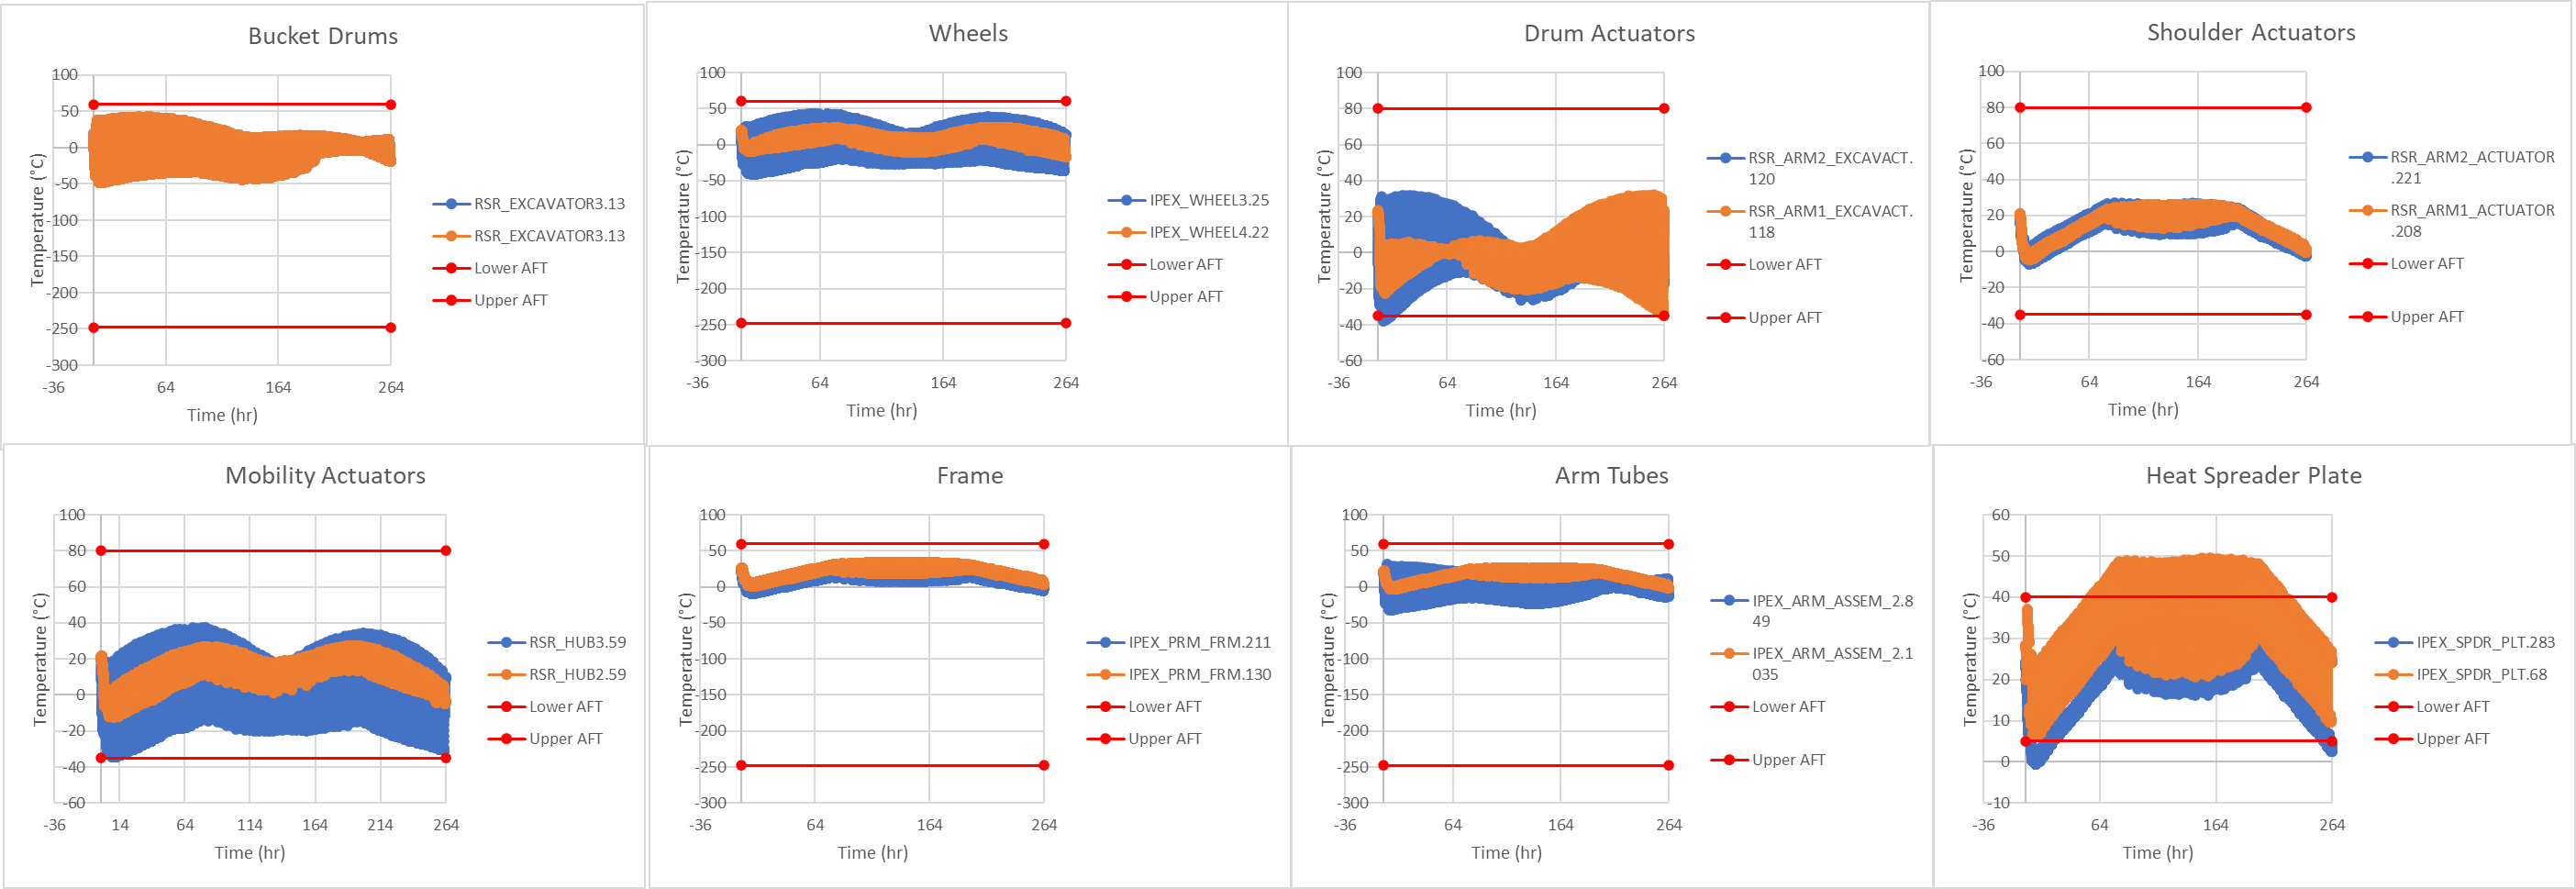 Bucket Drums
100
50
0
-50
-100
-150
-200
-250
-300
-36
64
164
264
Temperature (°C)
Time (hr)
RSR_EXCAVATOR3.13
RSR_EXCAVATOR3.13
Lower AFT
Upper AFT
Wheels
100
50
0
-50
-100
-150
-200
-250
-300
-36
64
164
264
Temperature (°C)
Time (hr)
IPEX_WHEEL3.25
IPEX_WHEEL4.22
Lower AFT
Upper AFT
Drum Actuators
100
80
60
40
20
0
-20
-40
-60
-36
64
164
264
Temperature (°C)
Time (hr)
RSR_ARM2_EXCAVACT.
120
RSR_ARM1_EXCAVACT.
118
Lower AFT
Upper AFT
Shoulder Actuators
100
80
60
40
20
0
-20
-40
-60
-36
64
164
264
Temperature (°C)
Time (hr)
RSR_ARM2_ACTUATOR
.221
RSR_ARM1_ACTUATOR
.208
Lower AFT
Upper AFT
Mobility Actuators
100
80
60
40
20
0
-20
-40
-60
-36
14
64
114
164
214
264
Temperature (°C)
Time (hr)
RSR_HUB3.59
RSR_HUB2.59
Lower AFT
Upper AFT
Frame
100
50
0
-50
-100
-150
-200
-250
-300
-36
64
164
264
Temperature (°C)
Time (hr)
IPEX_PRM_FRM.211
IPEX_PRM_FRM.130
Lower AFT
Upper AFT
Arm Tubes
100
50
0
-50
-100
-150
-200
-250
-300
-36
64
164
264
Temperature (°C)
Time (hr)
IPEX_ARM_ASSEM_2.8
49
IPEX_ARM_ASSEM_2.1
035
Lower AFT
Upper AFT
Heat Spreader Plate
60
50
40
30
20
10
0
-10
-36
64
164
264
Temperature (°C)
Time (hr)
IPEX_SPDR_PLT.283
IPEX_SPDR_PLT.68
Lower AFT
Upper AFT